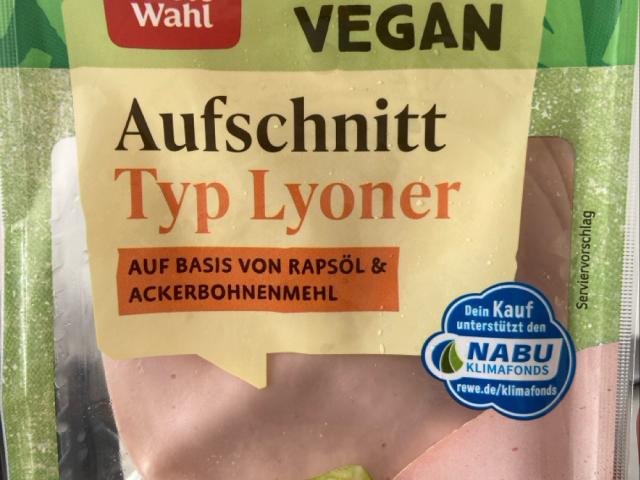 Wahl
VEGAN
Aufschnitt
Typ Lyoner
AUF BASIS VON RAPSÖL &
ACKERBOHNENMEHL
Serviervorschlag
Dein Kauf
unterstützt den
NABU
KLIMAFONDS
rewe.de/klimafonds